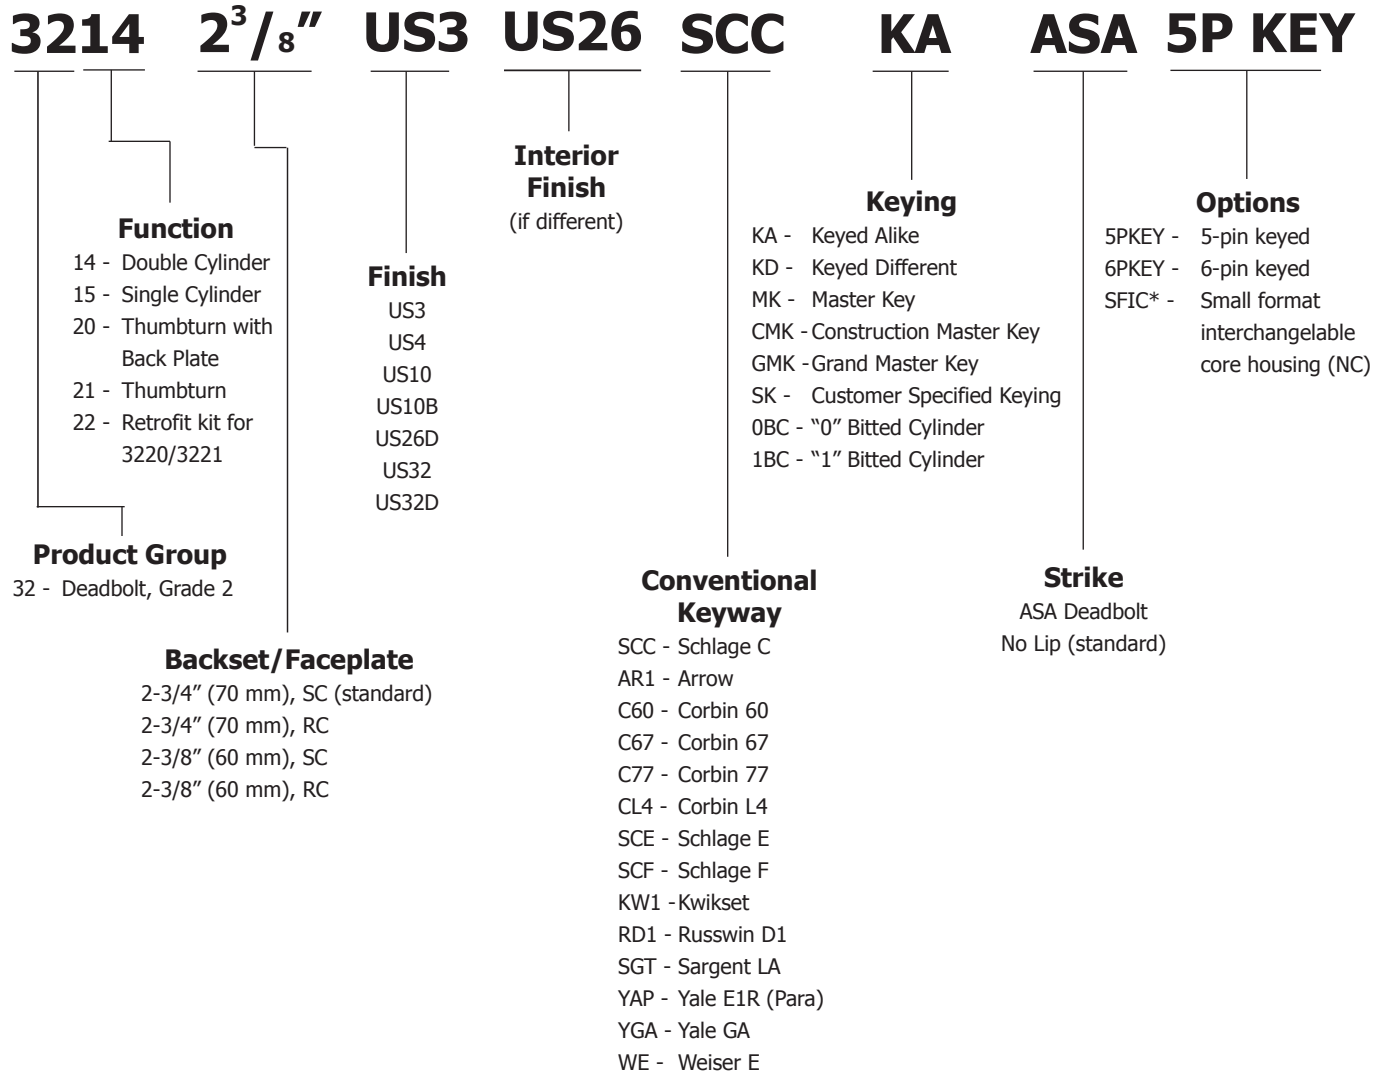 3214 2 3/8" US3 US26 SCC KA ASA 5P KEY
Function
14 - Double Cylinder
15 - Single Cylinder
20 - Thumbturn with
Back Plate
21 - Thumbturn
22 - Retrofit kit for
3220/3221
Product Group
32 - Deadbolt, Grade 2
Backset/Faceplate
2-3/4" (70 mm), SC (standard)
2-3/4" (70 mm), RC
2-3/8" (60 mm), SC
2-3/8" (60 mm), RC
Finish
US3
US4
US10
US10B
US26D
US32
US32D
Interior
Finish
(if different)
Conventional
Keyway
SCC - Schlage C
AR1 - Arrow
C60 - Corbin 60
C67 - Corbin 67
C77 - Corbin 77
CL4 - Corbin L4
SCE - Schlage E
SCF - Schlage F
KW1 - Kwikset
RD1 - Russwin D1
SGT - Sargent LA
YAP - Yale E1R (Para)
YGA - Yale GA
WE - Weiser E
Keying
KA - Keyed Alike
KD - Keyed Different
MK - Master Key
CMK - Construction Master Key
GMK - Grand Master Key
SK - Customer Specified Keying
0BC - “0” Bitted Cylinder
1BC - “1” Bitted Cylinder
Strike
ASA Deadbolt
No Lip (standard)
Options
5PKEY - 5-pin keyed
6PKEY - 6-pin keyed
SFIC* - Small format
interchangelable
core housing (NC)